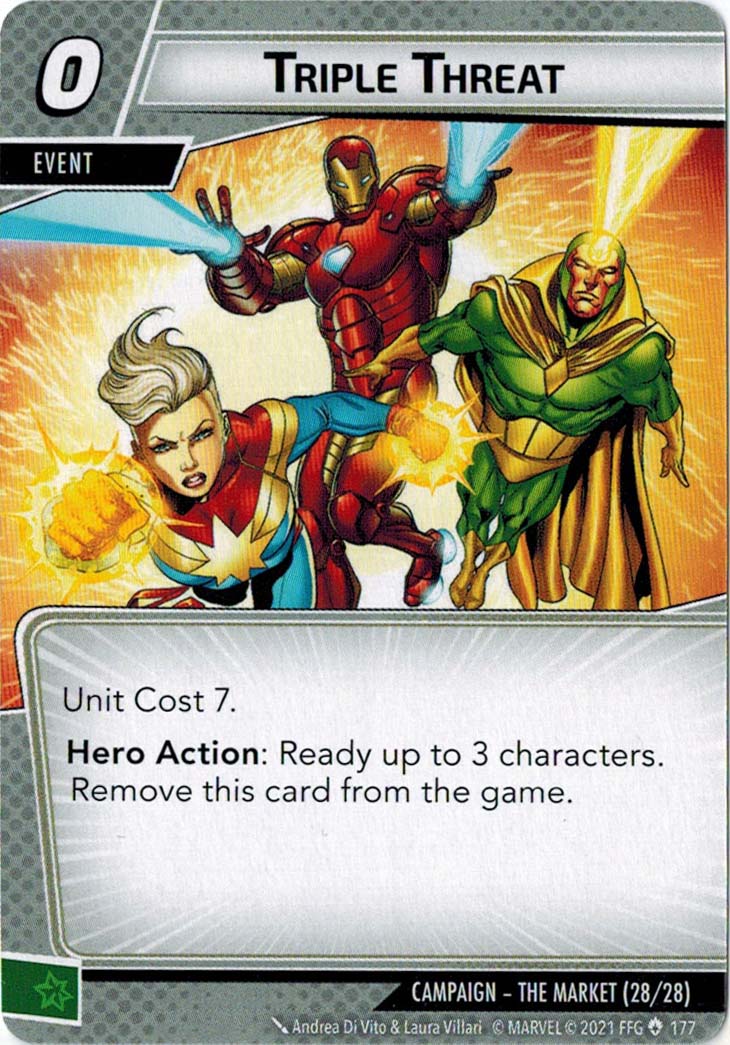 0
TRIPLE THREAT
EVENT
Unit Cost 7.
Hero Action: Ready up to 3 characters.
Remove this card from the game.
CAMPAIGN – THE MARKET (28/28)
Andrea Di Vito & Laura Villari © MARVEL © 2021 FFG 177